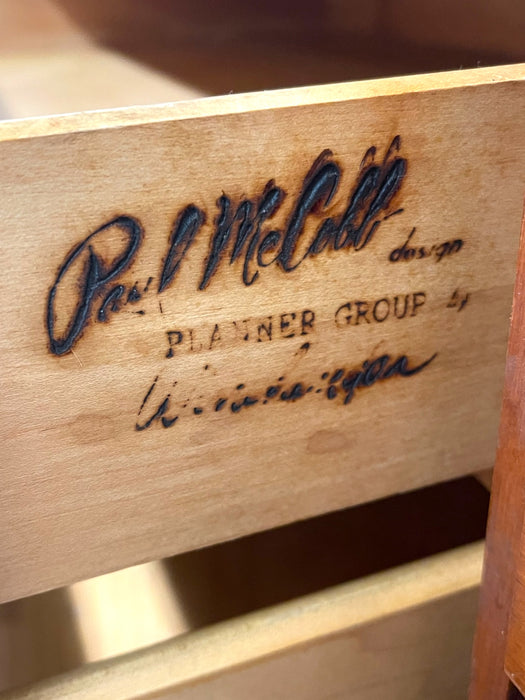 Paul McCobb
design
PLANNER GROUP by
Winchendon